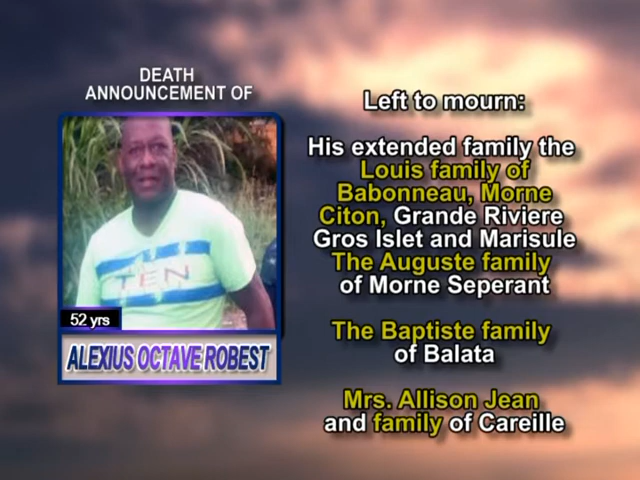 DEATH
ANNOUNCEMENT OF
TEN
52 yrs
ALEXIUS OCTAVE ROBEST
Left to mourn:
His extended family the
Louis family of
Babonneau, Morne
Citon, Grande Riviere
Gros Islet and Marisule
The Auguste family
of Morne Seperant
The Baptiste family
of Balata
Mrs. Allison Jean
and family of Careille